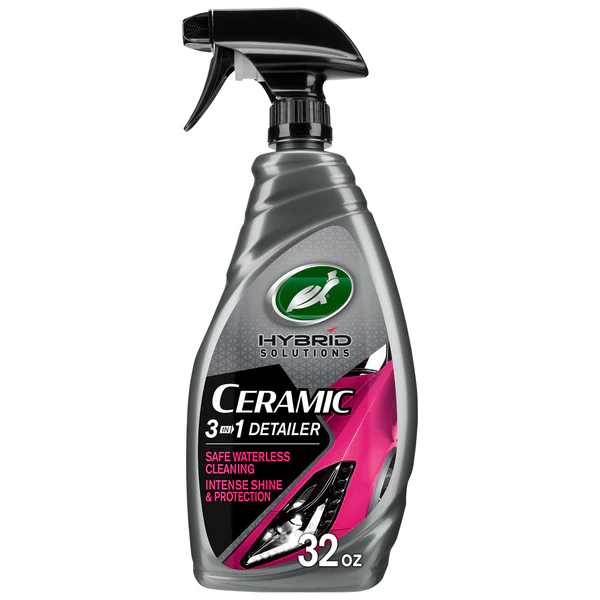 HYBRID
SOLUTIONS
CERAMIC
3 IN 1 DETAILER
SAFE WATERLESS
CLEANING
INTENSE SHINE
& PROTECTION
32 OZ